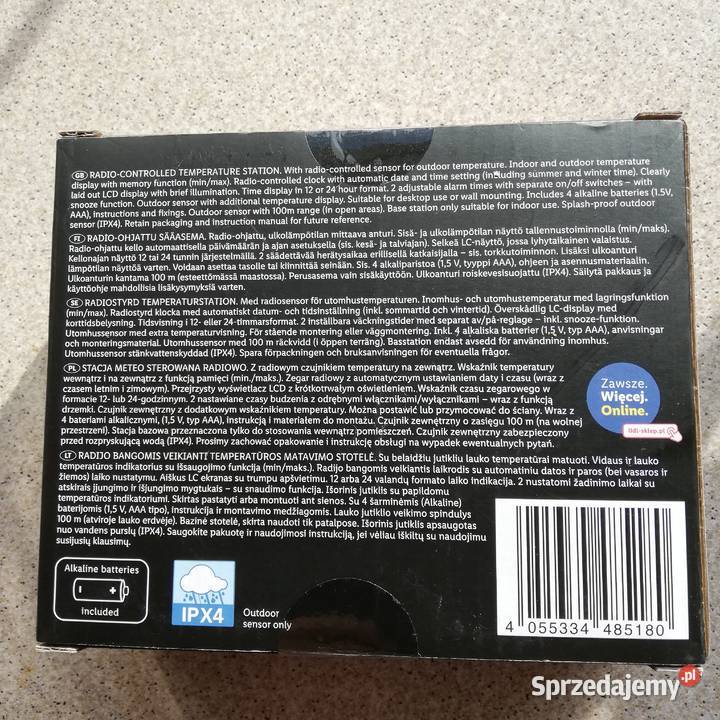 GB RADIO-CONTROLLED TEMPERATURE STATION. With radio-controlled sensor for outdoor temperature. Indoor and outdoor temperature
display with memory function (min/max). Radio-controlled clock with automatic date and time setting (including summer and winter time). Clearly
laid out LCD display with brief illumination. Time display in 12 or 24 hour format. 2 adjustable alarm times with separate on/off switches – with
snooze function. Outdoor sensor with additional temperature display. Suitable for desktop use or wall mounting. Includes 4 alkaline batteries (1.5V,
AAA), instructions and fixings. Outdoor sensor with 100m range (in open areas). Base station only suitable for indoor use. Splash-proof outdoor
sensor (IPX4). Retain packaging and instruction manual for future reference.
FI RADIO-OHJATTU SÄÄASEMA. Radio-ohjattu, ulkolämpötilan mittaava anturi. Sisä- ja ulkolämpötilan näyttö tallennustoiminnolla (min/maks).
Radio-ohjattu kello automaattisella päivämäärän ja ajan asetuksella (sis. kesä- ja talviajan). Selkeä LC-näyttö, jossa lyhytaikainen valaistus.
Kellonajan näyttö 12 tai 24 tunnin järjestelmällä. 2 säädettävää herätysaikaa erillisellä katkaisijalla – sis. torkkutoiminnon. Lisäksi ulkoanturi
lämpötilan näytöllä varten. Voidaan asettaa tasolle tai kiinnittää seinään. Sis. 4 alkaliparistoa (1,5 V, tyyppi AAA), ohjeen ja asennusmateriaalin.
Ulkoanturin kantama 100 m (esteettömässä maastossa). Perusasema vain sisäkäyttöön. Ulkoanturi roiskevesisuojattu (IPX4). Säilytä pakkaus ja
käyttöohje mahdollisia lisäkysymyksiä varten.
SE RADIOSTYRD TEMPERATURSTATION. Med radiosensor för utomhustemperaturen. Inomhus- och utomhustemperatur med lagringsfunktion
(min/max). Radiostyrd klocka med automatisk datum- och tidsinställning (inkl. sommartid och vintertid). Överskådlig LC-display med
korttidsbelysning. Tidsvisning i 12- eller 24-timmarsformat. 2 inställbara väckningstider med separat av/på-reglage – inkl. snooze-funktion.
Utomhussensor med extra temperaturvisning. För stående montering eller väggmontering. Inkl. 4 alkaliska batterier (1,5 V, typ AAA), anvisningar
och monteringsmaterial. Utomhussensor med 100 m räckvidd (i öppen terräng). Basstation endast avsedd för användning inomhus.
Utomhussensor stänkvattenskyddad (IPX4). Spara förpackningen och bruksanvisningen för eventuella frågor.
PL STACJA METEO STEROWANA RADIOWO. Z radiowym czujnikiem temperatury na zewnątrz. Wskaźnik temperatury
wewnątrz i na zewnątrz z funkcją pamięci (min./maks.). Zegar radiowy z automatycznym ustawianiem daty i czasu (wraz z
czasem letnim i zimowym). Przejrzysty wyświetlacz LCD z krótkotrwałym oświetleniem. Wskaźnik czasu zegarowego w
formacie 12- lub 24-godzinnym. 2 nastawiane czasy budzenia z odrębnymi włącznikami/wyłącznikami – wraz z funkcją
drzemki. Czujnik zewnętrzny z dodatkowym wskaźnikiem temperatury. Można postawić lub przymocować do ściany. Wraz z
4 bateriami alkalicznymi, (1,5 V, typ AAA), instrukcją i materiałem do montażu. Czujnik zewnętrzny o zasięgu 100 m (na wolnej
przestrzeni). Stacja bazowa przeznaczona tylko do stosowania wewnątrz pomieszczeń. Czujnik zewnętrzny zabezpieczony
przed rozpryskującą wodą (IPX4). Prosimy zachować opakowanie i instrukcję obsługi na wypadek ewentualnych pytań.
LT RADIJO BANGOMIS VEIKIANTI TEMPERATŪROS MATAVIMO STOTELĖ. Su belaidžiu jutikliu lauko temperatūrai matuoti. Vidaus ir lauko
temperatūros indikatorius su išsaugojimo funkcija (min./maks.). Radijo bangomis veikiantis laikrodis su automatiniu datos ir paros (bei vasaros ir
žiemos) laiko nustatymu. Aiškus LC ekranas su trumpu apšvietimu. 12 arba 24 valandų formato laiko indikacija. 2 nustatomi žadinimo laikai su
atskirais įjungimo ir išjungimo mygtukais – su snaudimo funkcija. Išorinis jutiklis su papildomu
temperatūros indikatoriumi. Skirtas pastatyti arba montuoti ant sienos. Su 4 šarminėmis (Alkaline)
baterijomis (1,5 V, AAA tipo), instrukcija ir montavimo medžiagomis. Lauko jutiklio veikimo spindulys
100 m (atviroje lauko erdvėje). Bazinė stotelė, skirta naudoti tik patalpose. Išorinis jutiklis apsaugotas
nuo vandens purslų (IPX4). Saugokite pakuotę ir naudojimosi instrukciją, jei vėliau iškiltų su naudojimu
susijusių klausimų.
Zawsze.
Więcej.
Online.
lidl-sklep.pl
Alkaline batteries
included
IPX4
Outdoor
sensor only
4 055334 485180
Sprzedajemy.pl